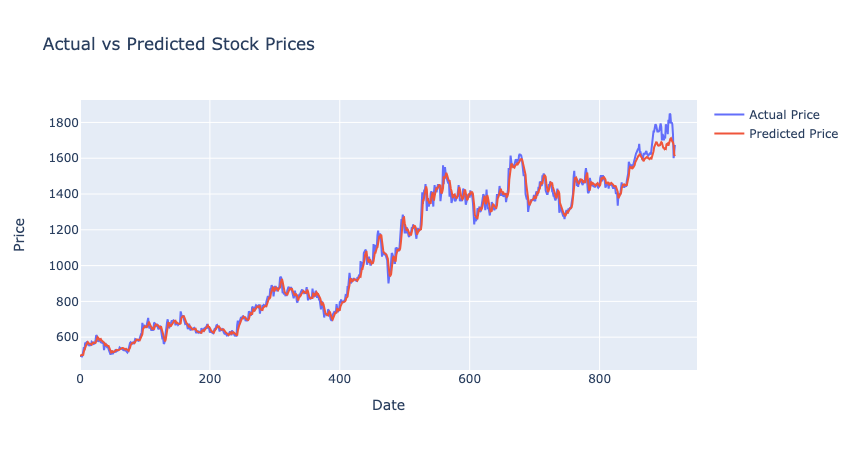 Actual vs Predicted Stock Prices
Actual Price
Predicted Price
1800
1600
1400
1200
1000
800
600
Price
0 200 400 600 800
Date